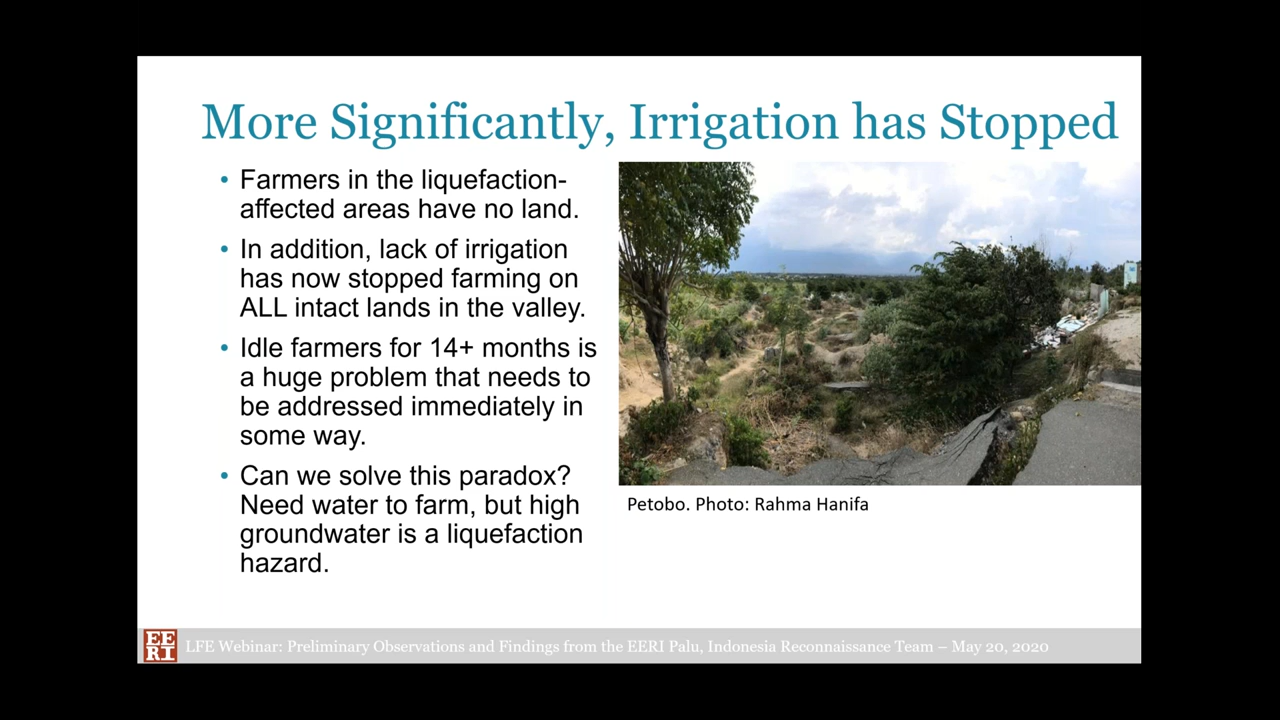 More Significantly, Irrigation has Stopped
• Farmers in the liquefaction-
affected areas have no land.
• In addition, lack of irrigation
has now stopped farming on
ALL intact lands in the valley.
• Idle farmers for 14+ months is
a huge problem that needs to
be addressed immediately in
some way.
• Can we solve this paradox?
Need water to farm, but high
groundwater is a liquefaction
hazard.
Petobo. Photo: Rahma Hanifa
EE
RI
LFE Webinar: Preliminary Observations and Findings from the EERI Palu, Indonesia Reconnaissance Team – May 20, 2020